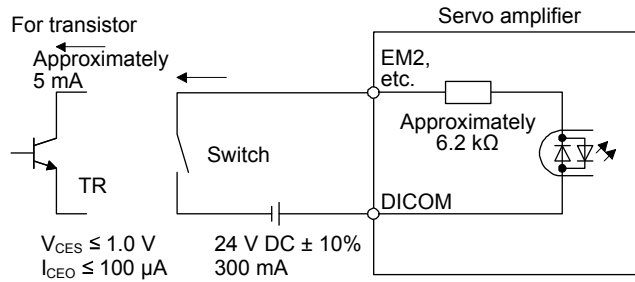 Servo amplifier
For transistor
Approximately
5 mA
EM2,
etc.
Approximately
6.2 kΩ
Switch
TR
DICOM
VCES ≤ 1.0 V
ICEO ≤ 100 µA
24 V DC ± 10%
300 mA